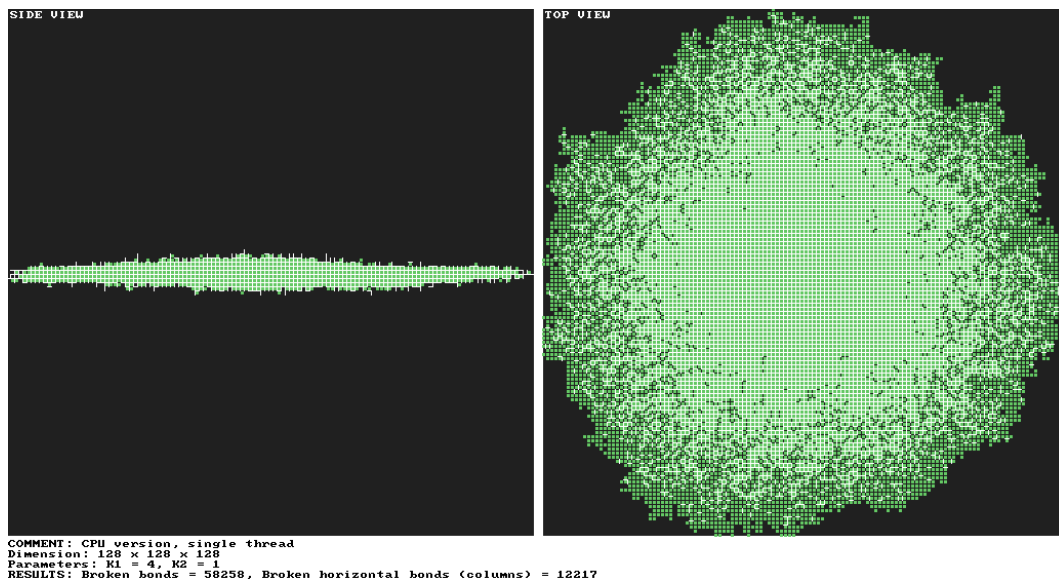 SIDE VIEW
TOP VIEW
COMMENT: CPU version, single thread
Dimension: 128 x 128 x 128
Parameters: K1 = 4, K2 = 1
RESULTS: Broken bonds = 58258, Broken horizontal bonds (columns) = 12217